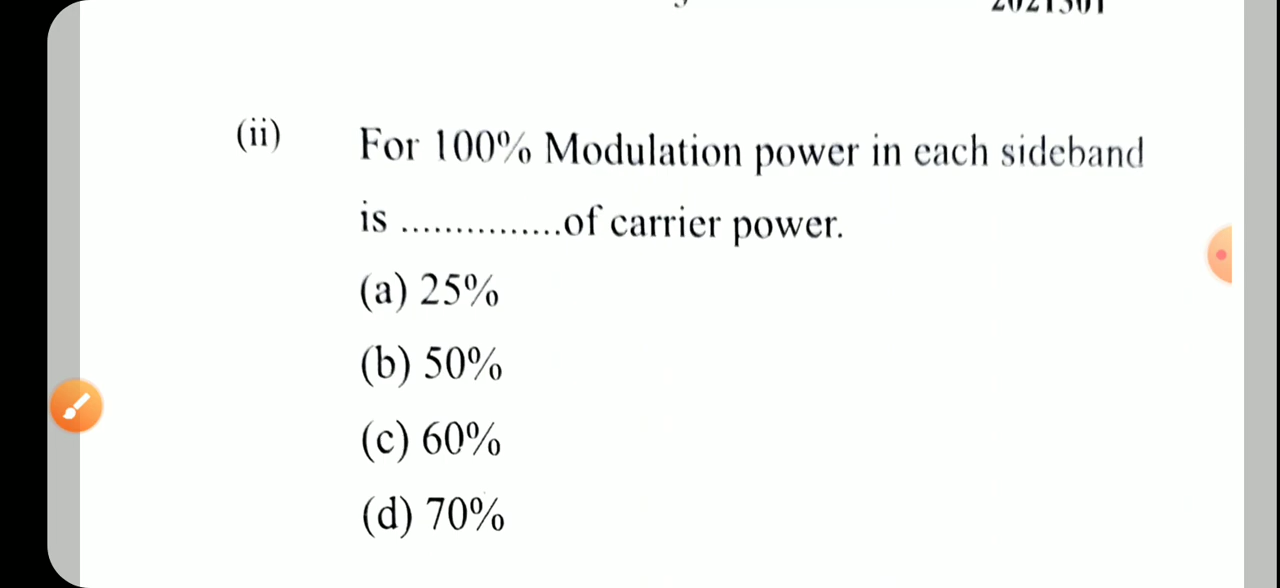 (ii) For 100% Modulation power in each sideband
is ...............of carrier power.
(a) 25%
(b) 50%
(c) 60%
(d) 70%